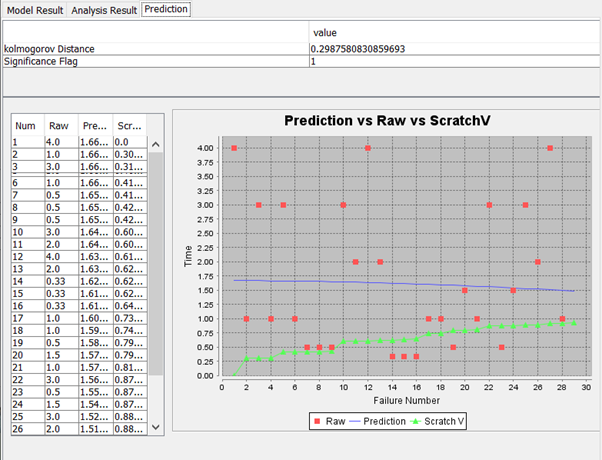 Model Result Analysis Result Prediction
value
kolmogorov Distance 0.2987580830859693
Significance Flag 1
Num Raw Pre... Scr...
1 4.0 1.66... 0.0
2 1.0 1.66... 0.30...
3 3.0 1.66... 0.31...
6 1.0 1.66... 0.41...
7 0.5 1.65... 0.41...
8 0.5 1.65... 0.42...
9 0.5 1.65... 0.42...
10 3.0 1.64... 0.60...
11 2.0 1.64... 0.60...
12 4.0 1.63... 0.61...
13 2.0 1.63... 0.62...
14 0.33 1.62... 0.62...
15 0.33 1.61... 0.62...
16 0.33 1.61... 0.64...
17 1.0 1.60... 0.73...
18 1.0 1.59... 0.74...
19 0.5 1.58... 0.79...
20 1.5 1.57... 0.79...
21 1.0 1.57... 0.81...
22 3.0 1.56... 0.87...
23 0.5 1.55... 0.87...
24 1.5 1.54... 0.87...
25 3.0 1.52... 0.88...
26 2.0 1.51... 0.88...
Prediction vs Raw vs ScratchV
Time
4.00
3.75
3.50
3.25
3.00
2.75
2.50
2.25
2.00
1.75
1.50
1.25
1.00
0.75
0.50
0.25
0.00
0 2 4 6 8 10 12 14 16 18 20 22 24 26 28 30
Failure Number
Raw Prediction Scratch V